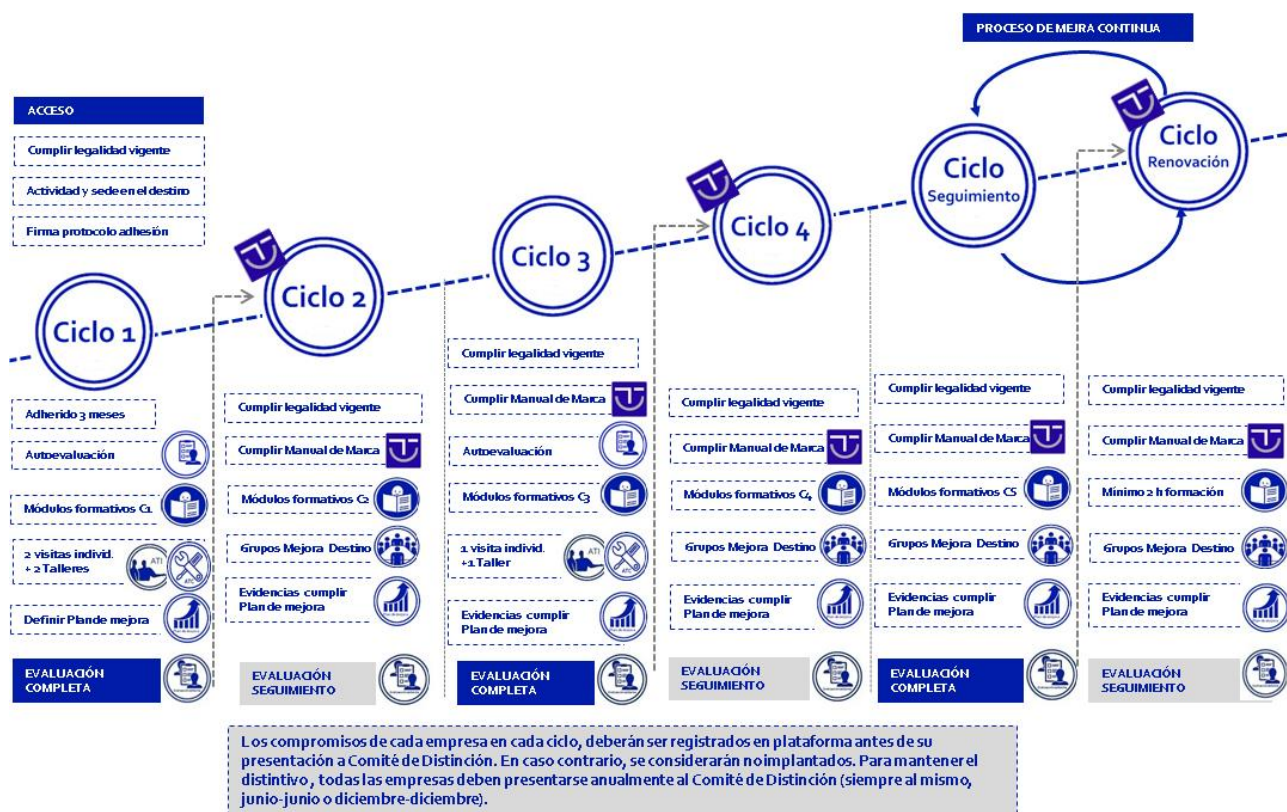 PROCESO DE MEJRA CONTINUA
ACCESO
Cumplir legalidad vigente
Actividad y sede en el destino
Firma protocolo adhesión
Ciclo 1
Ciclo 2
Ciclo 3
Ciclo 4
Ciclo
Seguimiento
Ciclo
Renovación
Adherido 3 meses
Autoevaluación
Módulos formativos C1
2 visitas individ.
+ 2 Talleres
ATI
ATC
Definir Plan de mejora
EVALUACIÓN
COMPLETA
Cumplir legalidad vigente
Cumplir Manual de Marca
Módulos formativos C2
Grupos Mejora Destino
Evidencias cumplir
Plan de mejora
EVALUACIÓN
SEGUIMIENTO
Cumplir legalidad vigente
Cumplir Manual de Marca
Autoevaluación
Módulos formativos C3
1 visita individ.
+1 Taller
ATI
ATC
Evidencias cumplir
Plan de mejora
EVALUACIÓN
COMPLETA
Cumplir legalidad vigente
Cumplir Manual de Marca
Módulos formativos C4
Grupos Mejora Destino
Evidencias cumplir
Plan de mejora
EVALUACIÓN
SEGUIMIENTO
Cumplir legalidad vigente
Cumplir Manual de Marca
Módulos formativos C5
Grupos Mejora Destino
Evidencias cumplir
Plan de mejora
EVALUACIÓN
COMPLETA
Cumplir legalidad vigente
Cumplir Manual de Marca
Mínimo 2 h formación
Grupos Mejora Destino
Evidencias cumplir
Plan de mejora
EVALUACIÓN
SEGUIMIENTO
Los compromisos de cada empresa en cada ciclo, deberán ser registrados en plataforma antes de su
presentación a Comité de Distinción. En caso contrario, se considerarán no implantados. Para mantener el
distintivo, todas las empresas deben presentarse anualmente al Comité de Distinción (siempre al mismo,
junio-junio o diciembre-diciembre).